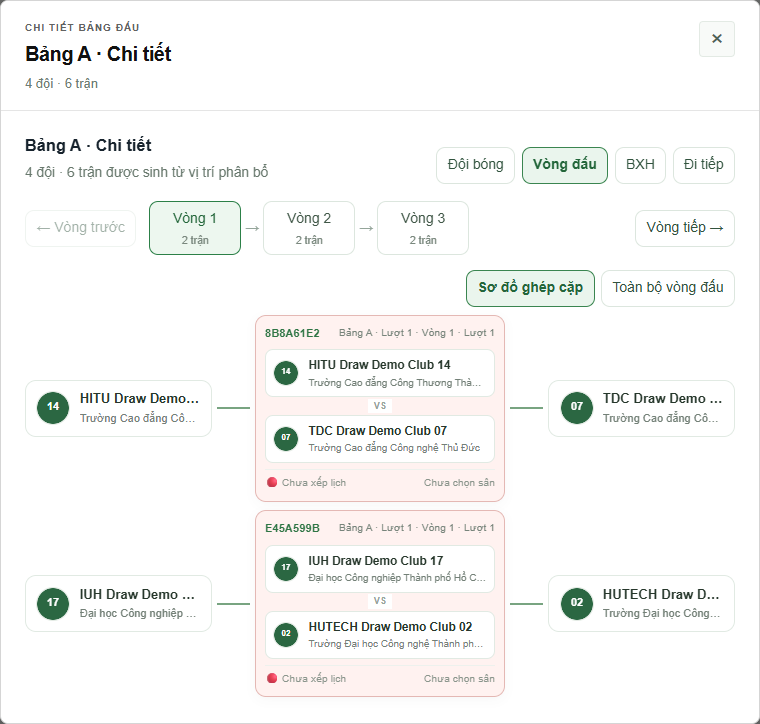 CHI TIẾT BẢNG ĐẤU
Bảng A · Chi tiết
4 đội · 6 trận
×
Bảng A · Chi tiết
4 đội · 6 trận được sinh từ vị trí phân bổ
Đội bóng
Vòng đấu
BXH
Đi tiếp
← Vòng trước
Vòng 1
2 trận
→
Vòng 2
2 trận
→
Vòng 3
2 trận
Vòng tiếp →
Sơ đồ ghép cặp
Toàn bộ vòng đấu
14
HITU Draw Demo...
Trường Cao đẳng Cô...
8B8A61E2
Bảng A · Lượt 1 · Vòng 1 · Lượt 1
14
HITU Draw Demo Club 14
Trường Cao đẳng Công Thương Thà...
VS
07
TDC Draw Demo Club 07
Trường Cao đẳng Công nghệ Thủ Đức
Chưa xếp lịch
Chưa chọn sân
07
TDC Draw Demo ...
Trường Cao đẳng Cô...
17
IUH Draw Demo ...
Đại học Công nghiệp ...
E45A599B
Bảng A · Lượt 1 · Vòng 1 · Lượt 1
17
IUH Draw Demo Club 17
Đại học Công nghiệp Thành phố Hồ C...
VS
02
HUTECH Draw Demo Club 02
Trường Đại học Công nghệ Thành ph...
Chưa xếp lịch
Chưa chọn sân
02
HUTECH Draw D...
Trường Đại học Công...